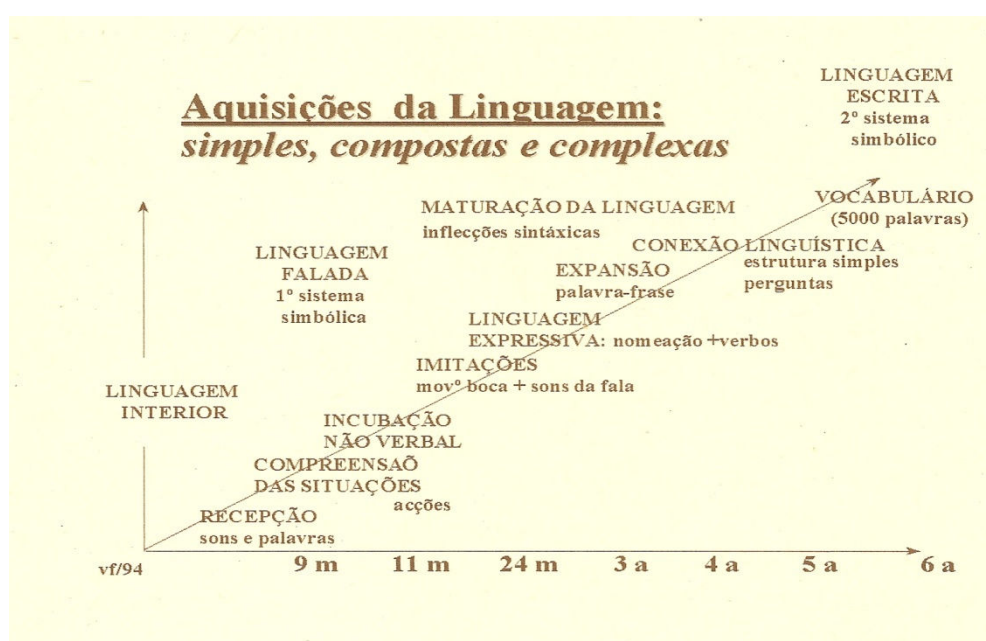 Aquisições da Linguagem:
simples, compostas e complexas
LINGUAGEM
ESCRITA
2º sistema
simbólico
VOCABULÁRIO
(5000 palavras)
MATURAÇÃO DA LINGUAGEM
inflecções sintáxicas
CONEXÃO LINGUÍSTICA
estrutura simples
perguntas
LINGUAGEM
FALADA
1º sistema
simbólica
EXPANSÃO
palavra-frase
LINGUAGEM
EXPRESSIVA: nomeação +verbos
IMITAÇÕES
movº boca + sons da fala
LINGUAGEM
INTERIOR
INCUBAÇÃO
NÃO VERBAL
COMPREENSAÕ
DAS SITUAÇÕES
acções
RECEPÇÃO
sons e palavras
vf/94 9 m 11 m 24 m 3 a 4 a 5 a 6 a